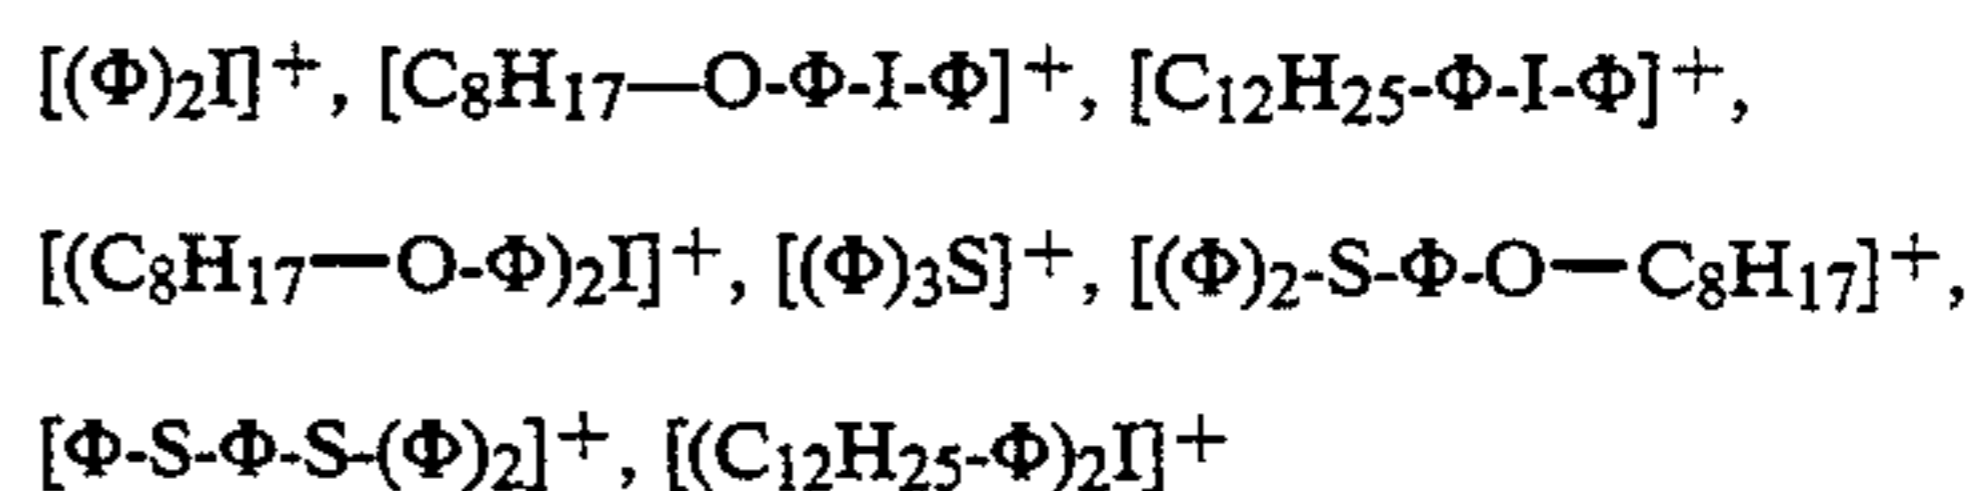 [(Φ)₂I]⁺, [C₈H₁₇—O-Φ-I-Φ]⁺, [C₁₂H₂₅-Φ-I-Φ]⁺,
[(C₈H₁₇—O-Φ)₂I]⁺, [(Φ)₃S]⁺, [(Φ)₂-S-Φ-O—C₈H₁₇]⁺,
[Φ-S-Φ-S-(Φ)₂]⁺, [(C₁₂H₂₅-Φ)₂I]⁺